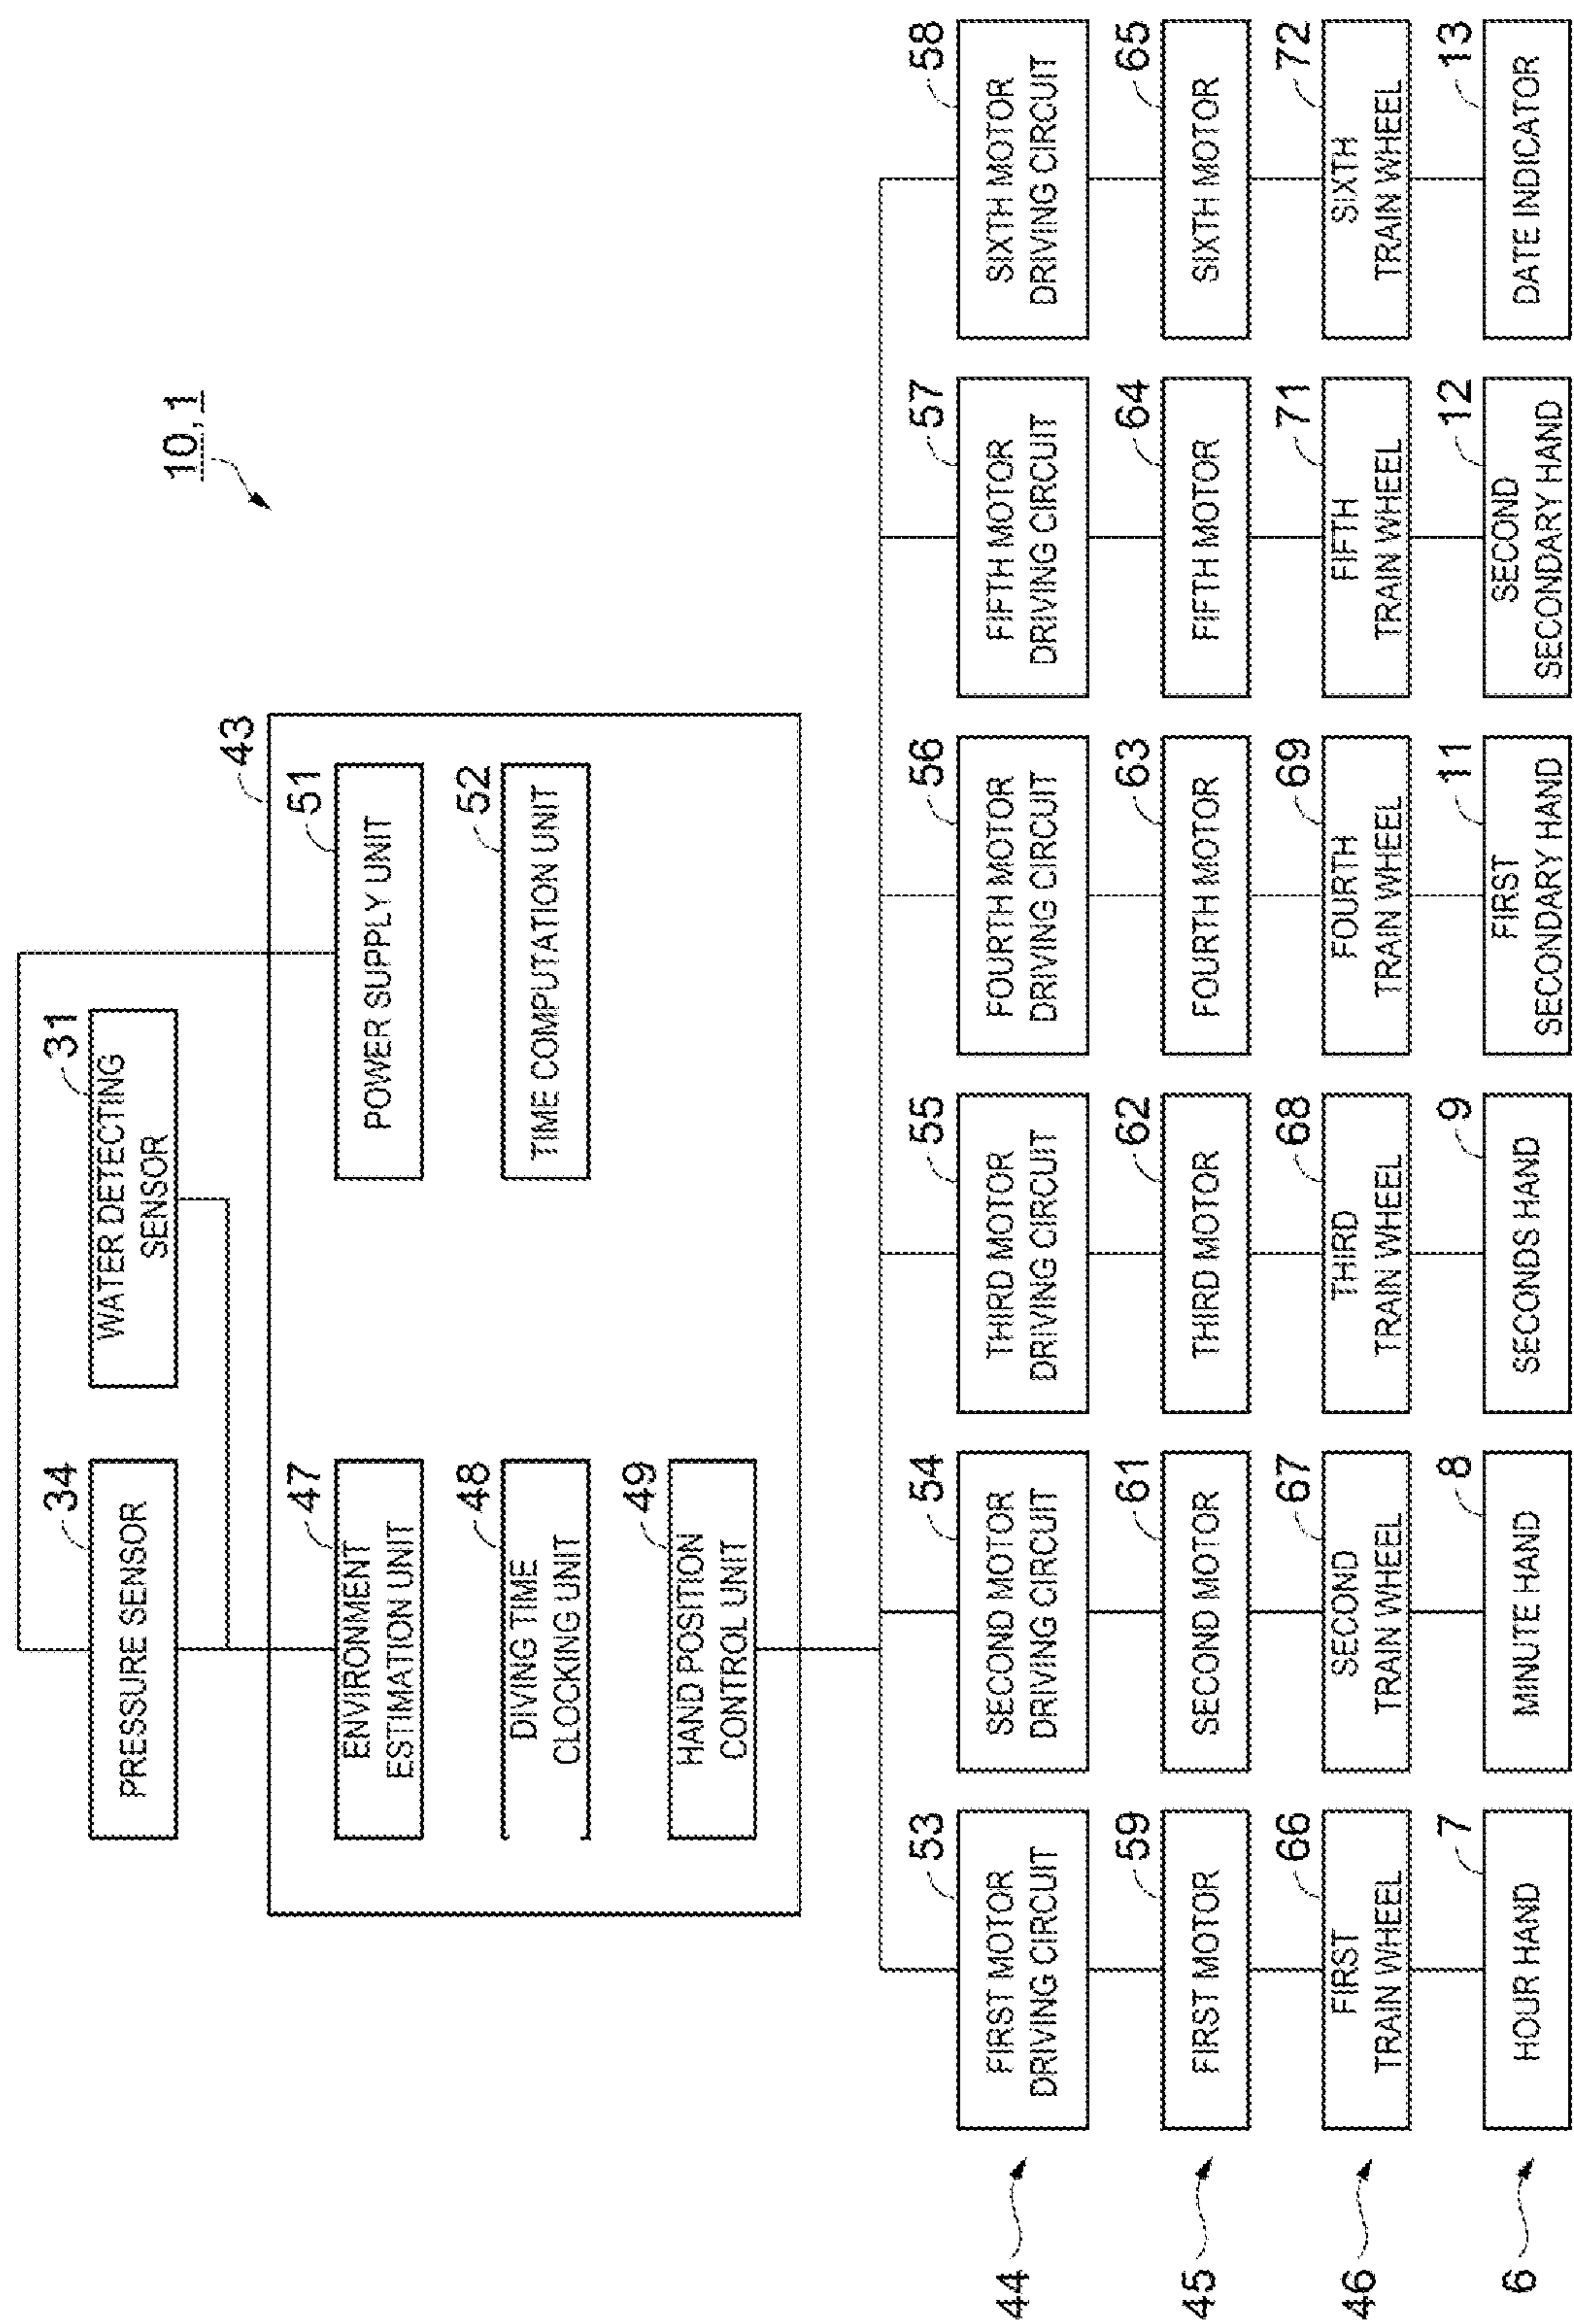 10, 1
34
PRESSURE SENSOR
31
WATER DETECTING
SENSOR
43
47
ENVIRONMENT
ESTIMATION UNIT
51
POWER SUPPLY UNIT
48
DIVING TIME
CLOCKING UNIT
52
TIME COMPUTATION UNIT
49
HAND POSITION
CONTROL UNIT
44
53
FIRST MOTOR
DRIVING CIRCUIT
54
SECOND MOTOR
DRIVING CIRCUIT
55
THIRD MOTOR
DRIVING CIRCUIT
56
FOURTH MOTOR
DRIVING CIRCUIT
57
FIFTH MOTOR
DRIVING CIRCUIT
58
SIXTH MOTOR
DRIVING CIRCUIT
45
59
FIRST MOTOR
61
SECOND MOTOR
62
THIRD MOTOR
63
FOURTH MOTOR
64
FIFTH MOTOR
65
SIXTH MOTOR
46
66
FIRST
TRAIN WHEEL
67
SECOND
TRAIN WHEEL
68
THIRD
TRAIN WHEEL
69
FOURTH
TRAIN WHEEL
71
FIFTH
TRAIN WHEEL
72
SIXTH
TRAIN WHEEL
6
7
HOUR HAND
8
MINUTE HAND
9
SECONDS HAND
11
FIRST
SECONDARY HAND
12
SECOND
SECONDARY HAND
13
DATE INDICATOR